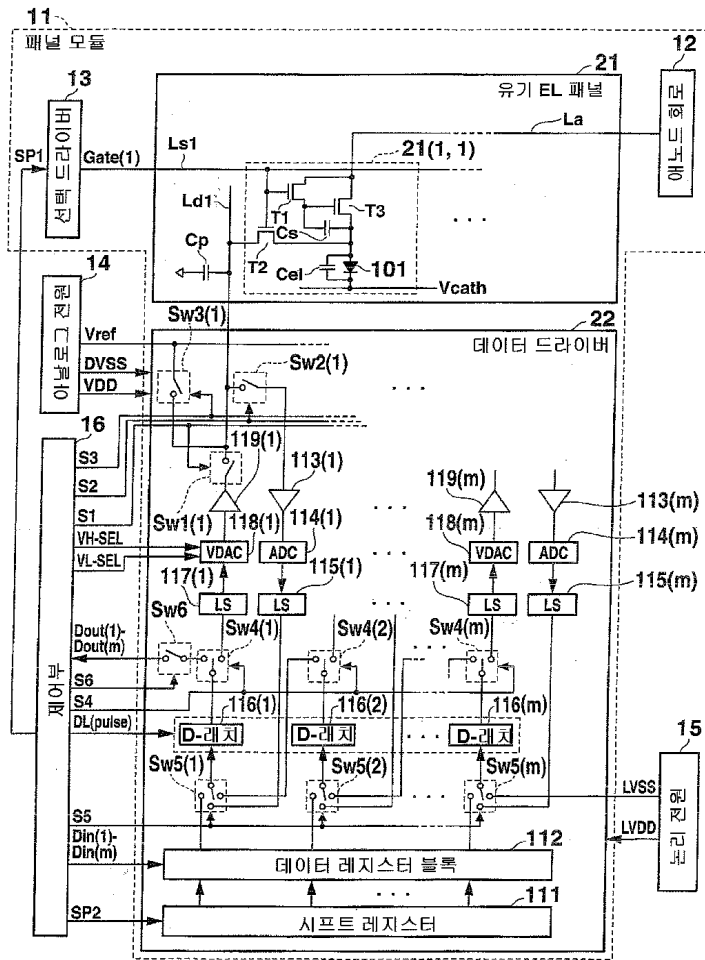 11
패널 모듈
13
선택 드라이버
SP1
Gate(1)
21
유기 EL 패널
12
애노드 회로
La
Ls1
21(1, 1)
Ld1
T1
T3
Cs
Cp
T2
Cel
101
Vcath
14
아날로그 전원
Vref
DVSS
VDD
Sw3(1)
22
데이터 드라이버
Sw2(1)
16
제어부
S3
S2
S1
VH-SEL
VL-SEL
119(1)
113(1)
119(m)
113(m)
Sw1(1)
118(1)
114(1)
118(m)
114(m)
VDAC
ADC
VDAC
ADC
117(1)
115(1)
117(m)
115(m)
LS
LS
LS
LS
Sw6
Sw4(1)
Sw4(2)
Sw4(m)
Dout(1)-
Dout(m)
S6
S4
DL(pulse)
116(1)
116(2)
116(m)
D-래치
D-래치
D-래치
Sw5(1)
Sw5(2)
Sw5(m)
15
논리 전원
LVSS
LVDD
S5
Din(1)-
Din(m)
112
데이터 레지스터 블록
111
SP2
시프트 레지스터